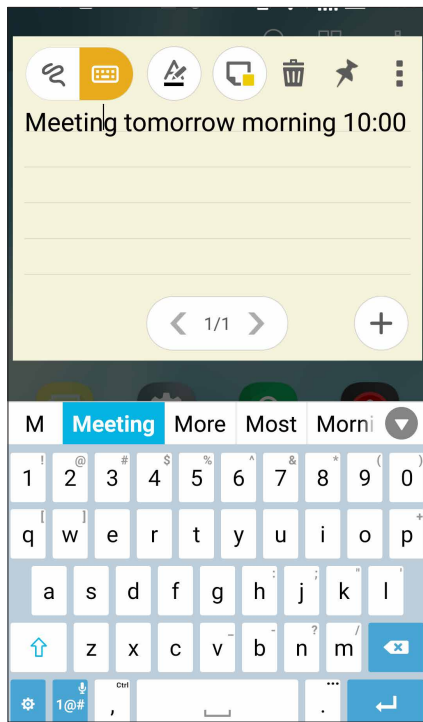 Meeting tomorrow morning 10:00
1/1
M Meeting More Most Morni
! @ # $ % ^ & * ( )
1 2 3 4 5 6 7 8 9 0
[ ] +
q w e r t y u i o p
: ; " '
a s d f g h j k l
_ - ? /
z x c v b n m
Ctrl ...
1@# , .